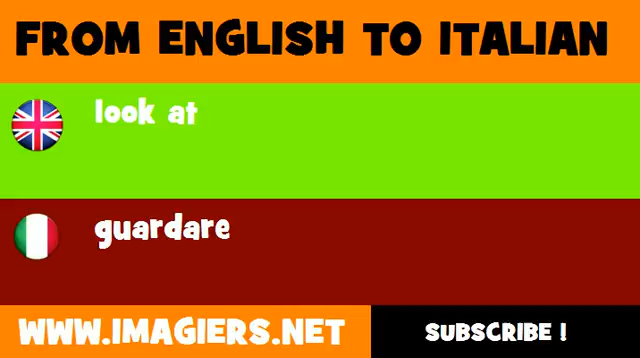 FROM ENGLISH TO ITALIAN
look at
guardare
WWW.IMAGIERS.NET
SUBSCRIBE !